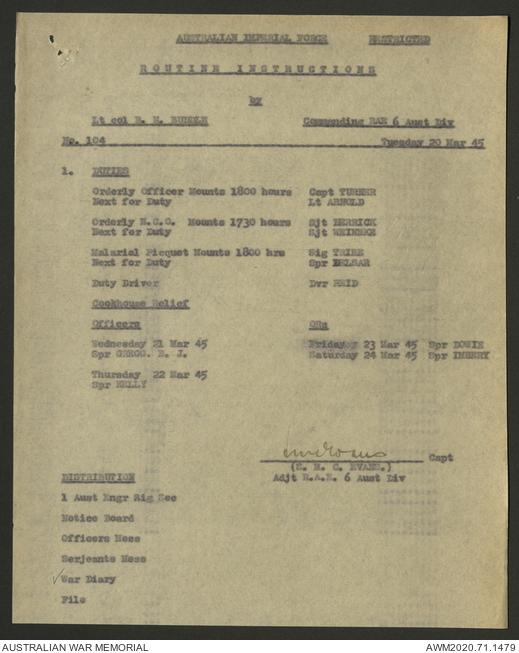 AUSTRALIAN IMPERIAL FORCE RESTRICTED
ROUTINE INSTRUCTIONS
by
Lt col Commanding RAE 6 Aust Div
No. 104 Tuesday 20 Mar 45
1. DUTIES
Orderly Officer Mounts 1800 hours Capt TURNER
Next for Duty Lt ARNOLD
Orderly N.C.O. Mounts 1730 hours Sjt
Next for Duty Sjt
Malarial Picquet Mounts 1800 hrs Sig TRIBE
Next for Duty Spr BELSAR
Duty Driver Dvr REID
Cookhouse Relief
Officers ORs
Wednesday 21 Mar 45 Friday 23 Mar 45 Spr DOWIE
Spr Saturday 24 Mar 45 Spr IMBERY
Thursday 22 Mar 45
Spr KELLY
Capt
EVANS.)
Adjt R.A.E. 6 Aust Div
DISTRIBUTION
1 Aust Engr Sig Sec
Notice Board
Officers Mess
Serjeants Mess
✓ War Diary
File
AUSTRALIAN WAR MEMORIAL AWM2020.71.1479